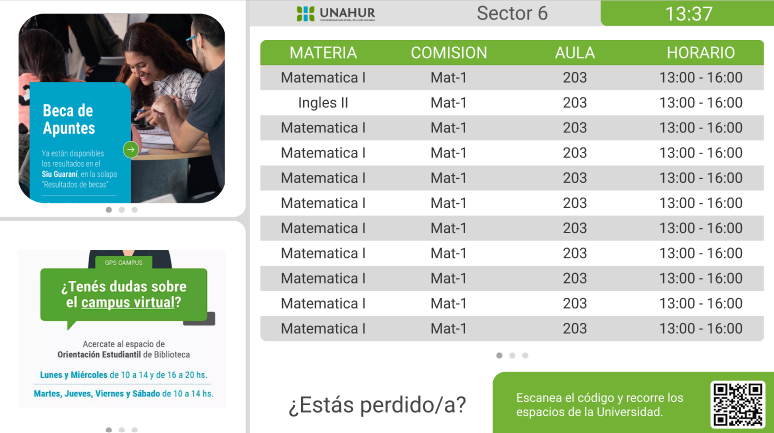 Beca de
Apuntes
Ya están disponibles
los resultados en el
Siu Guaraní, en la solapa
"Resultados de becas"
GPS CAMPUS
¿Tenés dudas sobre
el campus virtual?
Acercate al espacio de
Orientación Estudiantil de Biblioteca
Lunes y Miércoles de 10 a 14 y de 16 a 20 hs.
Martes, Jueves, Viernes y Sábado de 10 a 14 hs.
UNAHUR
Sector 6
13:37
MATERIA COMISION AULA HORARIO
Matematica I Mat-1 203 13:00 - 16:00
Ingles II Mat-1 203 13:00 - 16:00
Matematica I Mat-1 203 13:00 - 16:00
Matematica I Mat-1 203 13:00 - 16:00
Matematica I Mat-1 203 13:00 - 16:00
Matematica I Mat-1 203 13:00 - 16:00
Matematica I Mat-1 203 13:00 - 16:00
Matematica I Mat-1 203 13:00 - 16:00
Matematica I Mat-1 203 13:00 - 16:00
Matematica I Mat-1 203 13:00 - 16:00
Matematica I Mat-1 203 13:00 - 16:00
¿Estás perdido/a?
Escanea el código y recorre los
espacios de la Universidad.